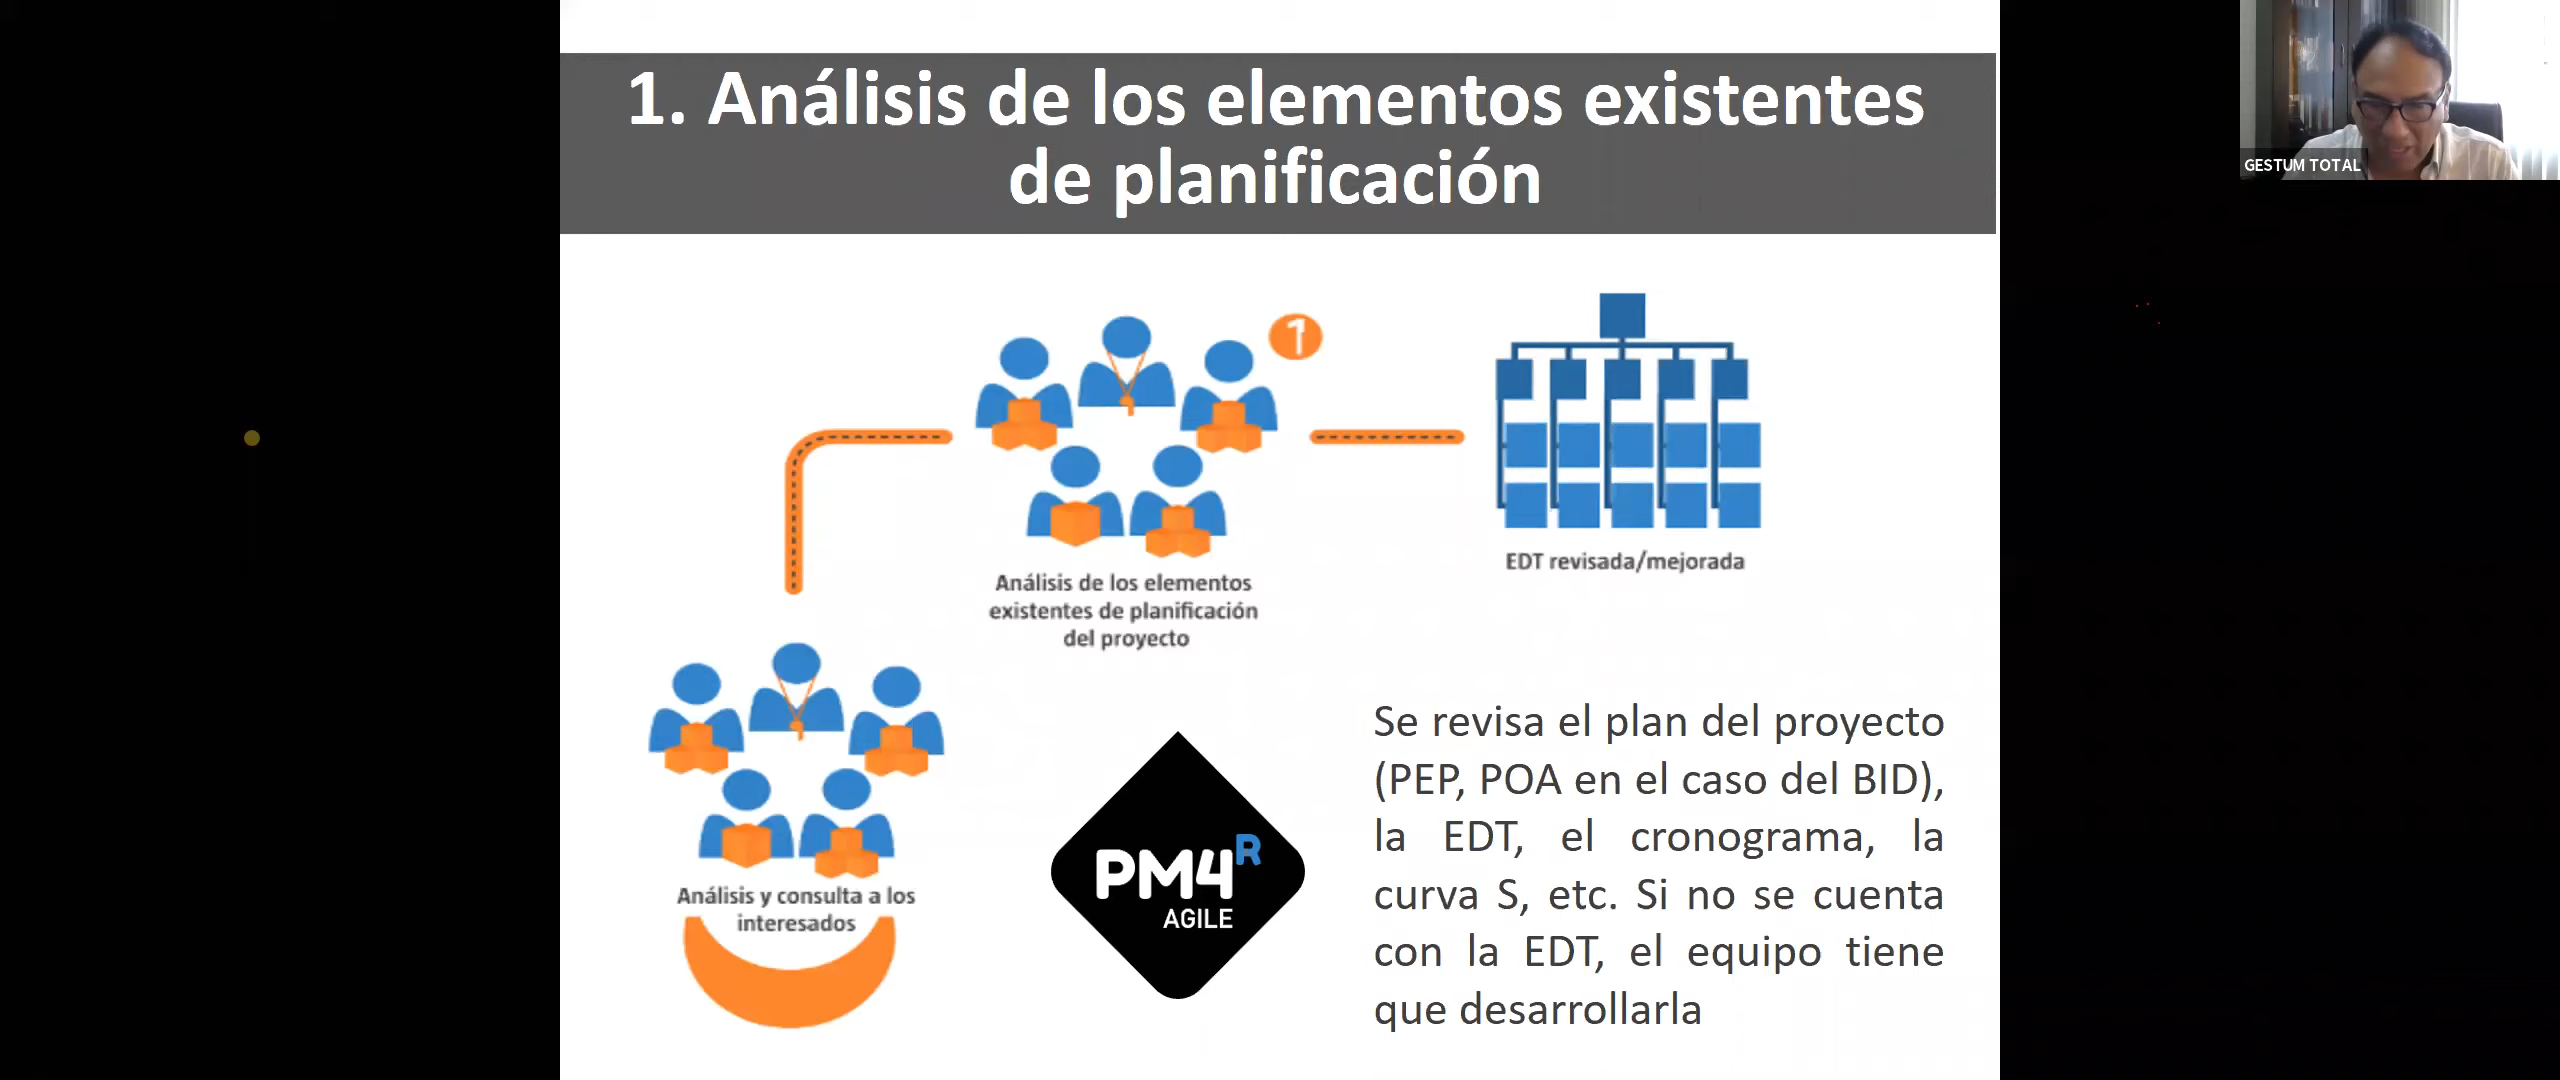 1. Análisis de los elementos existentes
de planificación
GESTUM TOTAL
1
Análisis de los elementos
existentes de planificación
del proyecto
EDT revisada/mejorada
Análisis y consulta a los
interesados
PM4R
AGILE
Se revisa el plan del proyecto
(PEP, POA en el caso del BID),
la EDT, el cronograma, la
curva S, etc. Si no se cuenta
con la EDT, el equipo tiene
que desarrollarla